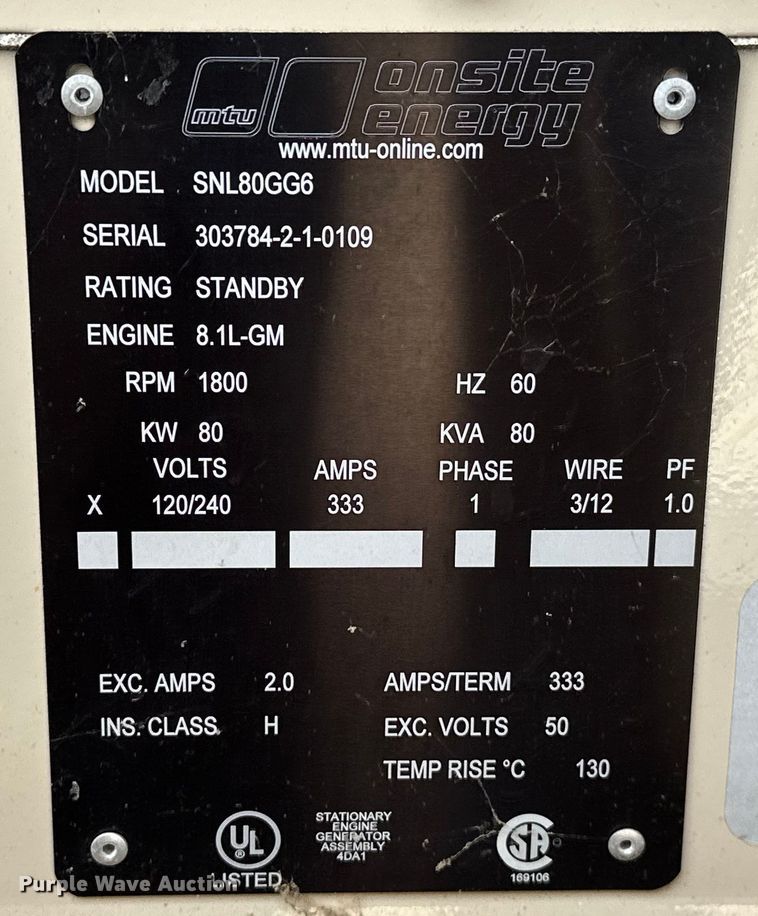 mtu onsite
energy
www.mtu-online.com
MODEL SNL80GG6
SERIAL 303784-2-1-0109
RATING STANDBY
ENGINE 8.1L-GM
RPM 1800 HZ 60
KW 80 KVA 80
VOLTS AMPS PHASE WIRE PF
X 120/240 333 1 3/12 1.0
EXC. AMPS 2.0 AMPS/TERM 333
INS. CLASS H EXC. VOLTS 50
TEMP RISE °C 130
UL ®
LISTED
STATIONARY
ENGINE
GENERATOR
ASSEMBLY
4DA1
SA
169106
Purple Wave Auction